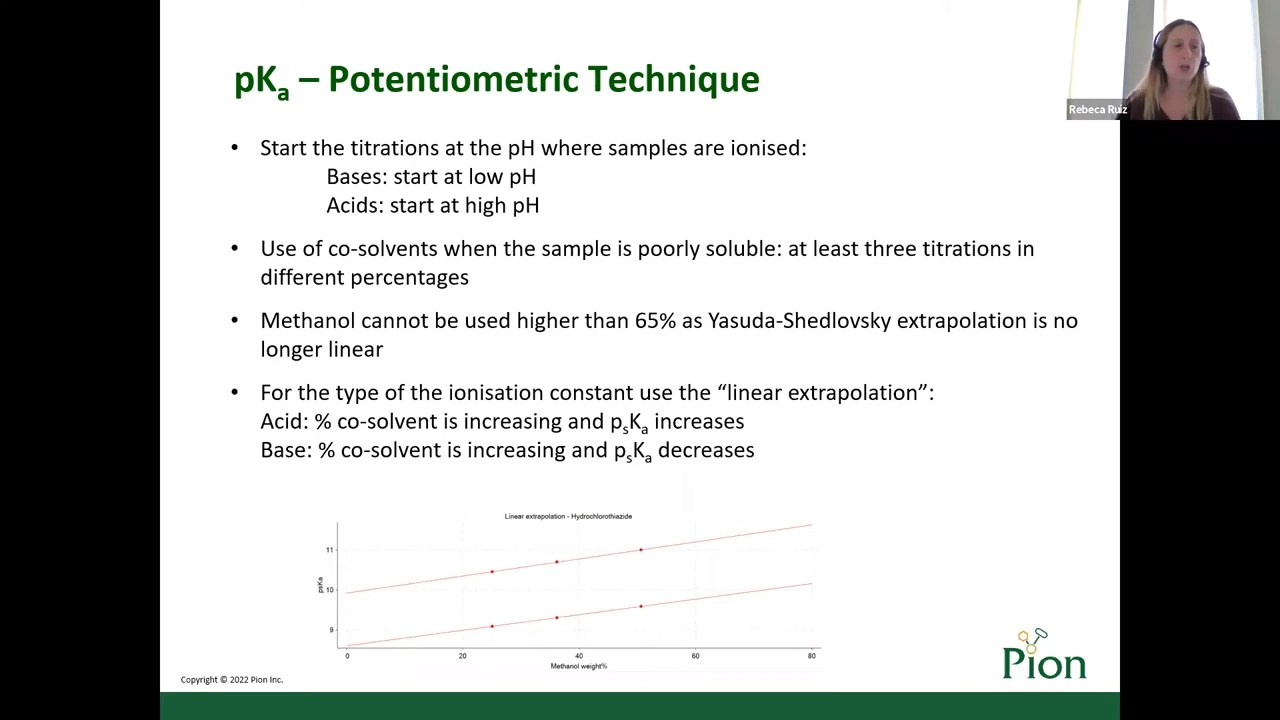 pKa – Potentiometric Technique
Rebeca Ruiz
• Start the titrations at the pH where samples are ionised:
Bases: start at low pH
Acids: start at high pH
• Use of co-solvents when the sample is poorly soluble: at least three titrations in
different percentages
• Methanol cannot be used higher than 65% as Yasuda-Shedlovsky extrapolation is no
longer linear
• For the type of the ionisation constant use the “linear extrapolation”:
Acid: % co-solvent is increasing and psKa increases
Base: % co-solvent is increasing and psKa decreases
Linear extrapolation - Hydrochlorothiazide
psKa
11
10
9
0 20 40 60 80
Methanol weight%
Pion
Copyright © 2022 Pion Inc.